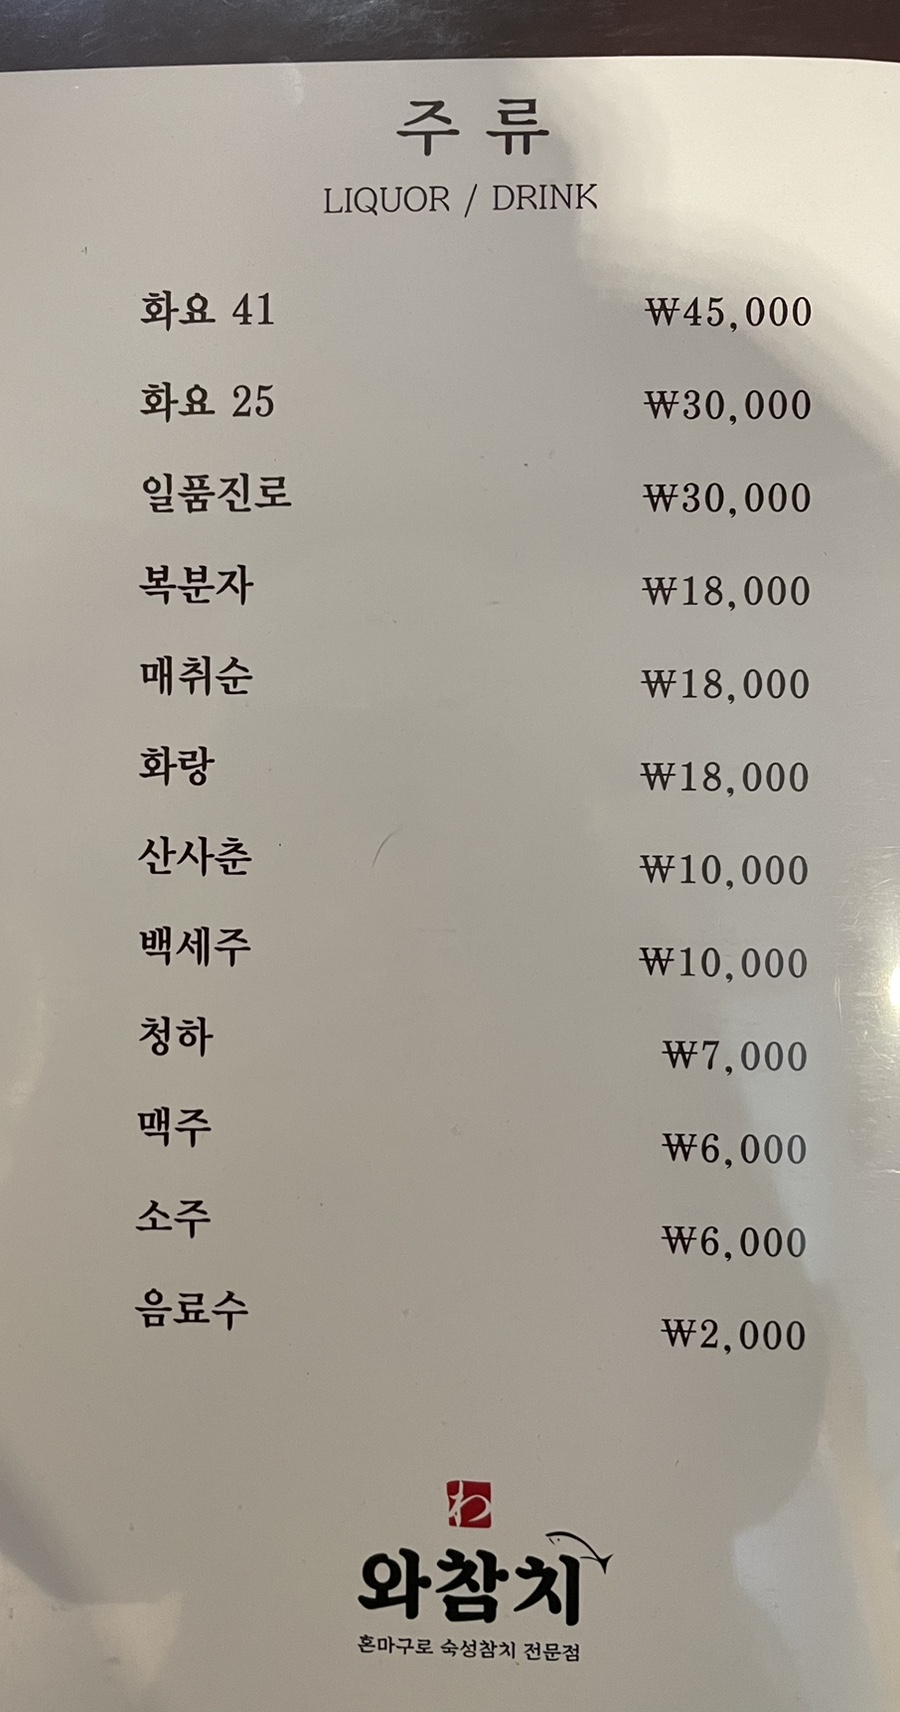 주 류
LIQUOR / DRINK
화요 41 ₩45,000
화요 25 ₩30,000
일품진로 ₩30,000
복분자 ₩18,000
매취순 ₩18,000
화랑 ₩18,000
산사춘 ₩10,000
백세주 ₩10,000
청하 ₩7,000
맥주 ₩6,000
소주 ₩6,000
음료수 ₩2,000
わ
와참치
혼마구로 숙성참치 전문점